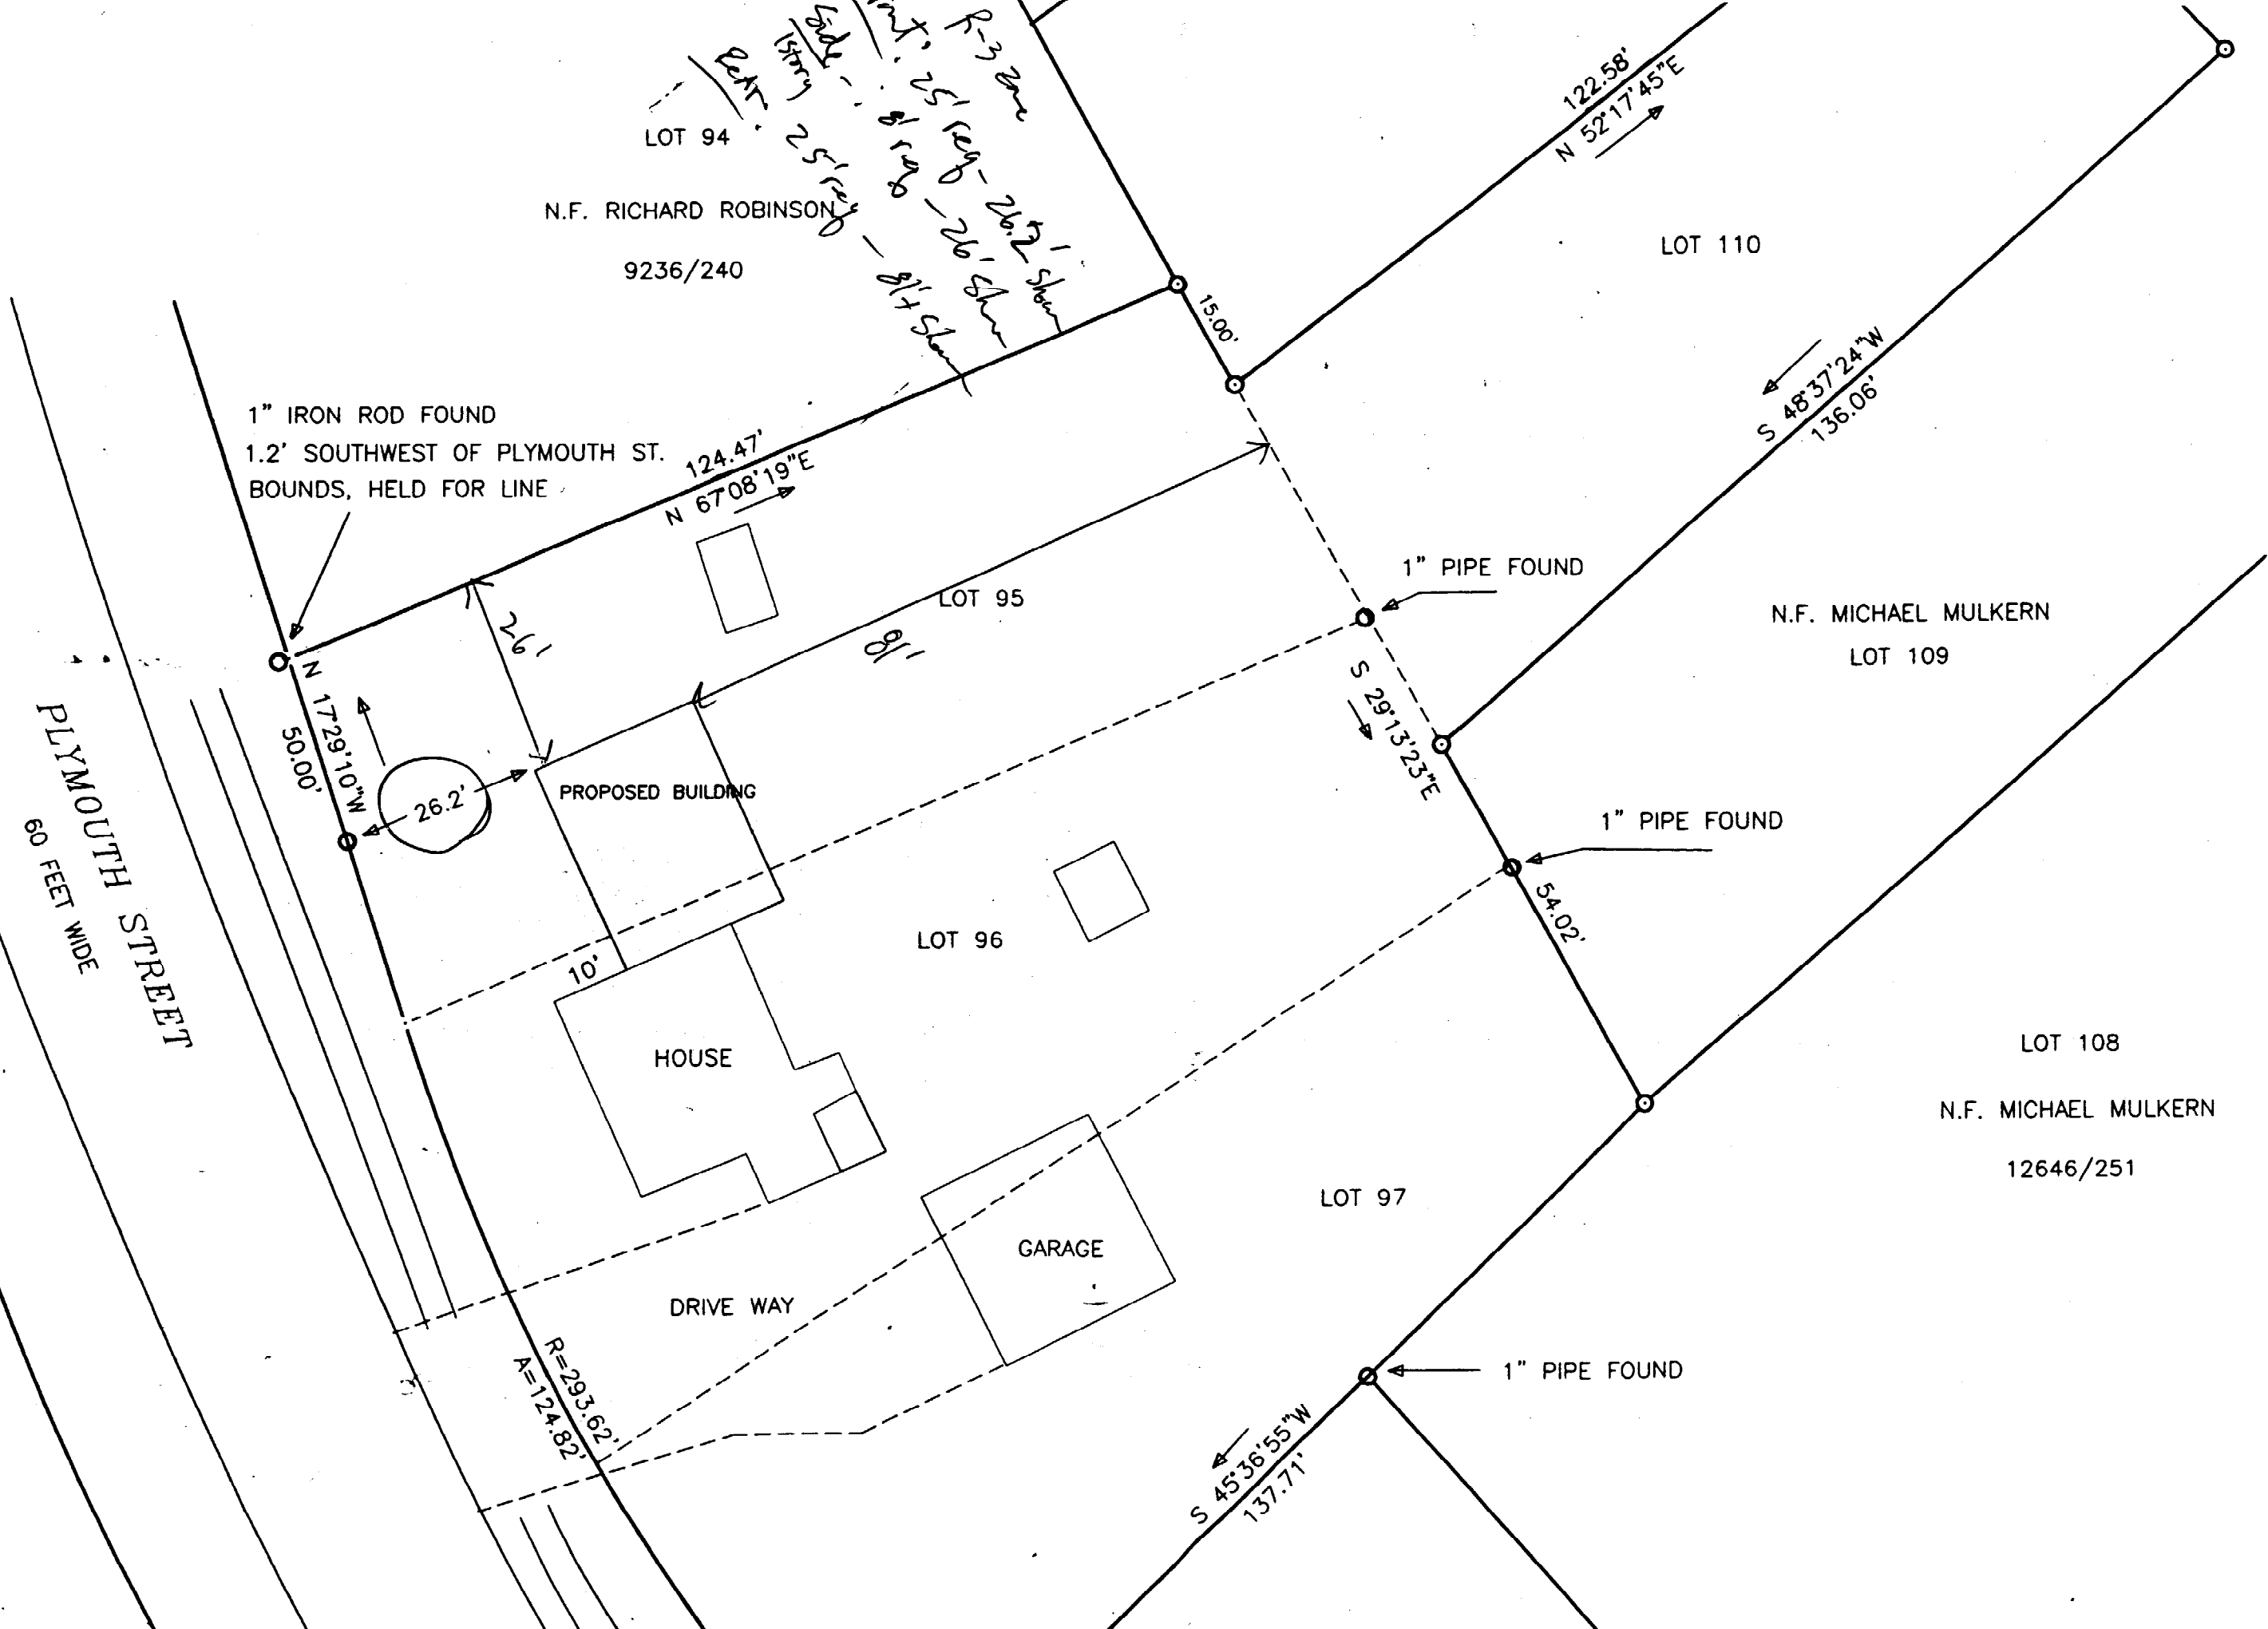 R-3 zone
25' req - 26.2' shown
Side - 8' req - 26' shown
1 story
Rear. 25' req - 81'± shown
LOT 94
N.F. RICHARD ROBINSON
9236/240
122.58'
N 52°17'45"E
LOT 110
15.00'
S 48°37'24"W
136.06'
1" IRON ROD FOUND
1.2' SOUTHWEST OF PLYMOUTH ST.
BOUNDS, HELD FOR LINE
124.47'
N 67°08'19"E
1" PIPE FOUND
LOT 95
N.F. MICHAEL MULKERN
LOT 109
26'
81'
N 17°29'10"W
50.00'
S 29°13'23"E
PLYMOUTH STREET
60 FEET WIDE
26.2'
PROPOSED BUILDING
1" PIPE FOUND
54.02'
LOT 96
10'
HOUSE
LOT 108
N.F. MICHAEL MULKERN
12646/251
LOT 97
GARAGE
DRIVE WAY
R=293.62'
A=124.82'
1" PIPE FOUND
S 45°36'55"W
137.71'